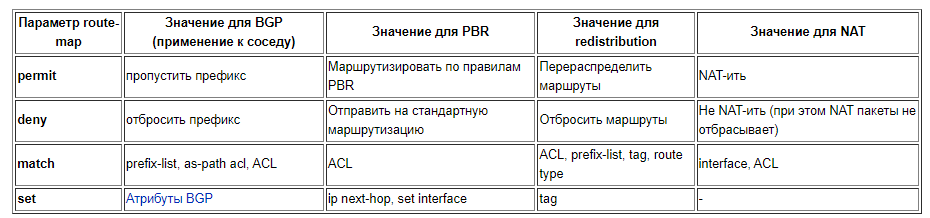 Параметр route-map
Значение для BGP
(применение к соседу)
Значение для PBR
Значение для
redistribution
Значение для NAT
permit
пропустить префикс
Маршрутизировать по правилам
PBR
Перераспределить
маршруты
NAT-ить
deny
отбросить префикс
Отправить на стандартную
маршрутизацию
Отбросить маршруты
Не NAT-ить (при этом NAT пакеты не
отбрасывает)
match
prefix-list, as-path acl, ACL
ACL
ACL, prefix-list, tag, route
type
interface, ACL
set
Атрибуты BGP
ip next-hop, set interface
tag
-